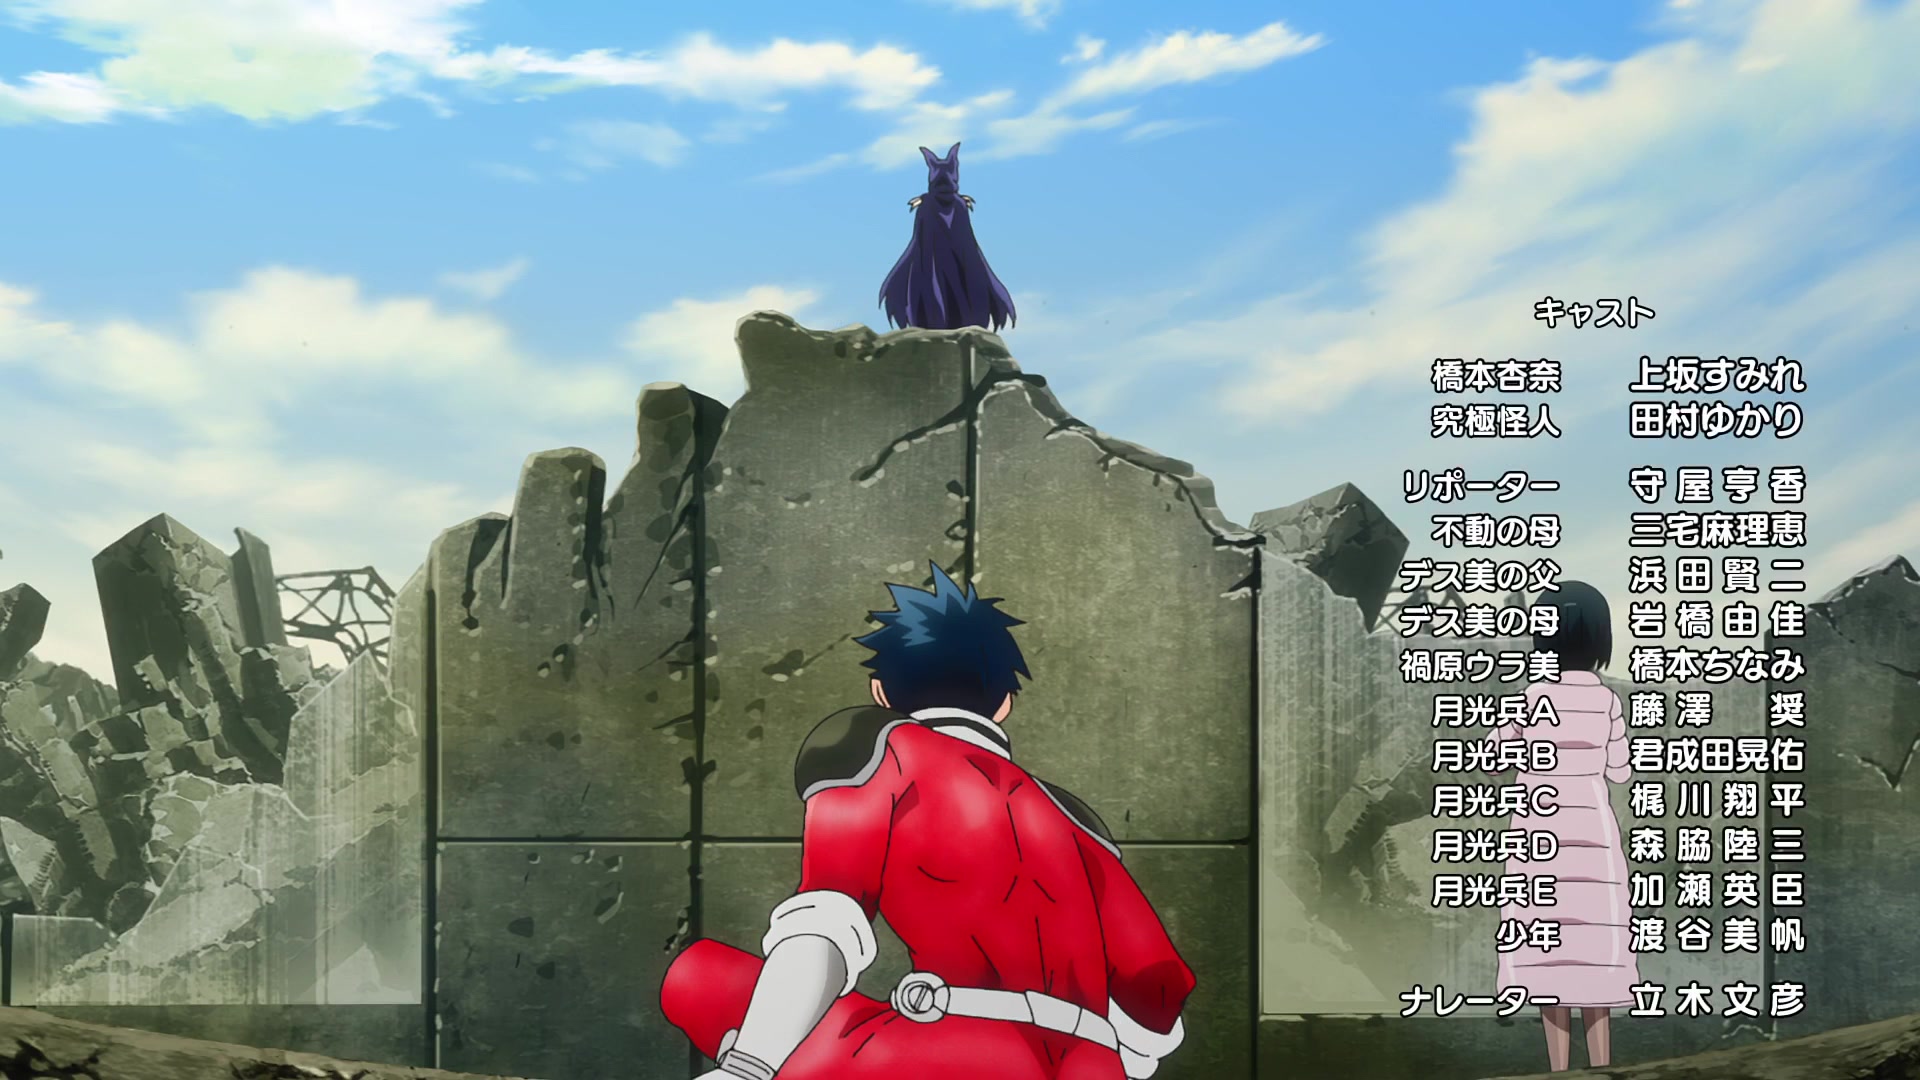 キャスト
橋本杏奈 上坂すみれ
究極怪人 田村ゆかり
リポーター 守屋亨香
不動の母 三宅麻理恵
デス美の父 浜田賢二
デス美の母 岩橋由佳
禍原ウラ美 橋本ちなみ
月光兵A 藤澤 奨
月光兵B 君成田晃佑
月光兵C 梶川翔平
月光兵D 森脇陸三
月光兵E 加瀬英臣
少年 渡谷美帆
ナレーター 立木文彦